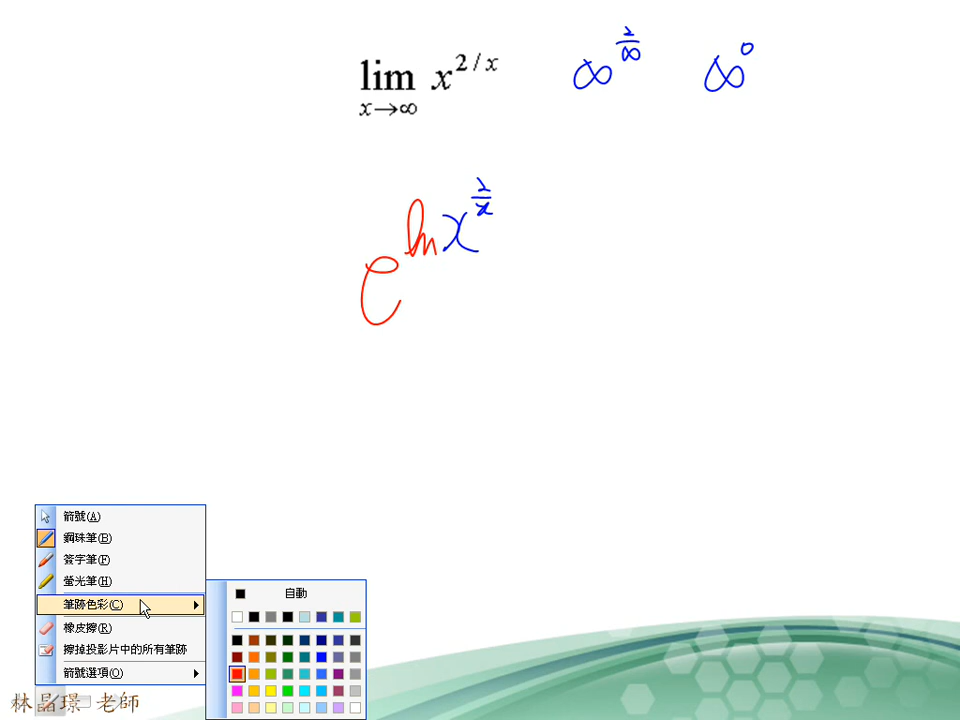 lim x^{2/x} ∞^{2/∞} ∞^0
x→∞
e^{ln x^{2/x}}
箭號(A)
鋼珠筆(B)
簽字筆(F)
螢光筆(H)
筆跡色彩(C)
自動
橡皮擦(R)
擦掉投影片中的所有筆跡
箭號選項(O)
林晶璟 老師